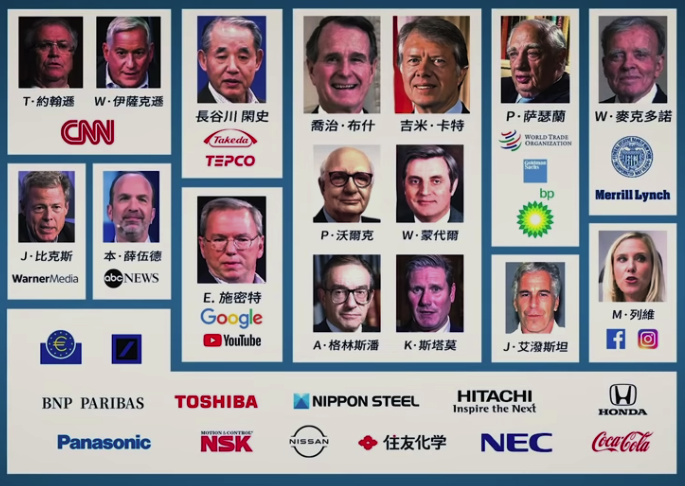 T·約翰遜
W·伊薩克遜
CNN
長谷川 閑史
Takeda
TEPCO
喬治·布什
吉米·卡特
P·萨瑟蘭
WORLD TRADE
ORGANIZATION
Goldman
Sachs
bp
W·麥克多諾
Merrill Lynch
J·比克斯
WarnerMedia
本·薛伍德
abc NEWS
E. 施密特
Google
YouTube
P·沃爾克
W·蒙代爾
A·格林斯潘
K·斯塔莫
J·艾潑斯坦
M·列維
BNP PARIBAS
TOSHIBA
NIPPON STEEL
HITACHI
Inspire the Next
HONDA
Panasonic
MOTION & CONTROL
NSK
NISSAN
住友化学
NEC
Coca-Cola